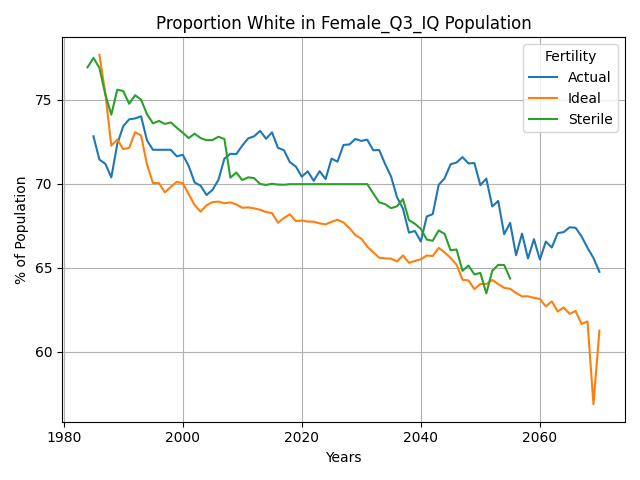 Proportion White in Female_Q3_IQ Population
Fertility
Actual
Ideal
Sterile
% of Population
75
70
65
60
1980
2000
2020
2040
2060
Years